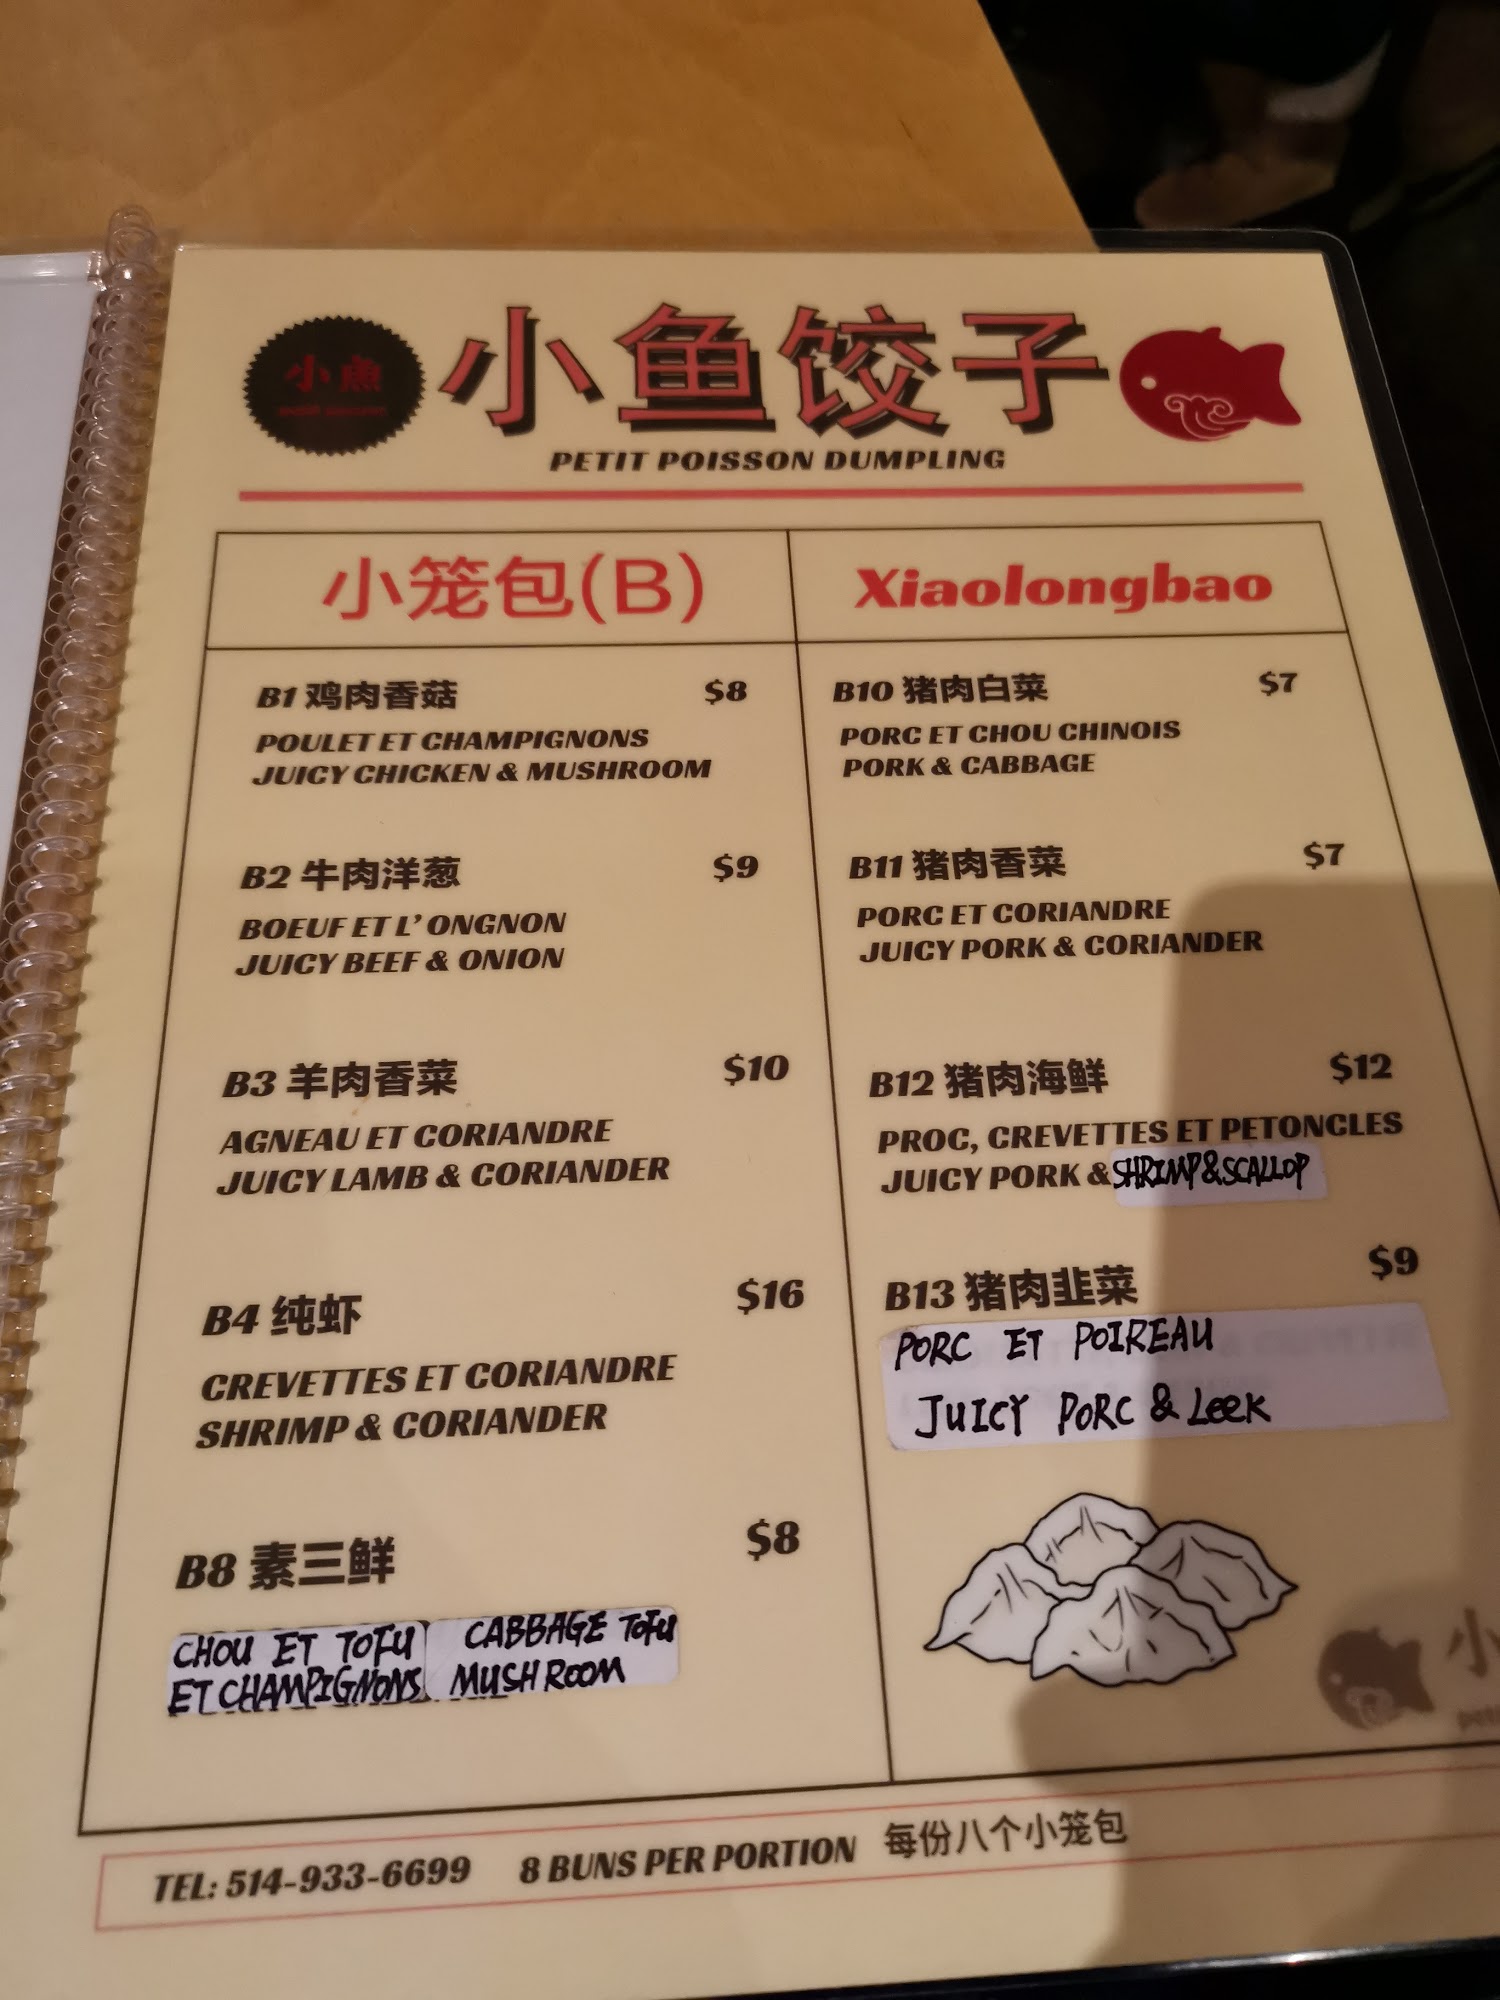 小鱼
小鱼饺子
PETIT POISSON DUMPLING
小笼包(B)
Xiaolongbao
B1 鸡肉香菇 $8
POULET ET CHAMPIGNONS
JUICY CHICKEN & MUSHROOM
B2 牛肉洋葱 $9
BOEUF ET L' ONGNON
JUICY BEEF & ONION
B3 羊肉香菜 $10
AGNEAU ET CORIANDRE
JUICY LAMB & CORIANDER
B4 纯虾 $16
CREVETTES ET CORIANDRE
SHRIMP & CORIANDER
B8 素三鲜 $8
CHOU ET TOFU
ET CHAMPIGNONS
CABBAGE TOFU
MUSHROOM
B10 猪肉白菜 $7
PORC ET CHOU CHINOIS
PORK & CABBAGE
B11 猪肉香菜 $7
PORC ET CORIANDRE
JUICY PORK & CORIANDER
B12 猪肉海鲜 $12
PROC, CREVETTES ET PETONCLES
JUICY PORK & SHRIMP & SCALLOP
B13 猪肉韭菜 $9
PORC ET POIREAU
JUICY PORC & LeeK
小
TEL: 514-933-6699 8 BUNS PER PORTION 每份八个小笼包